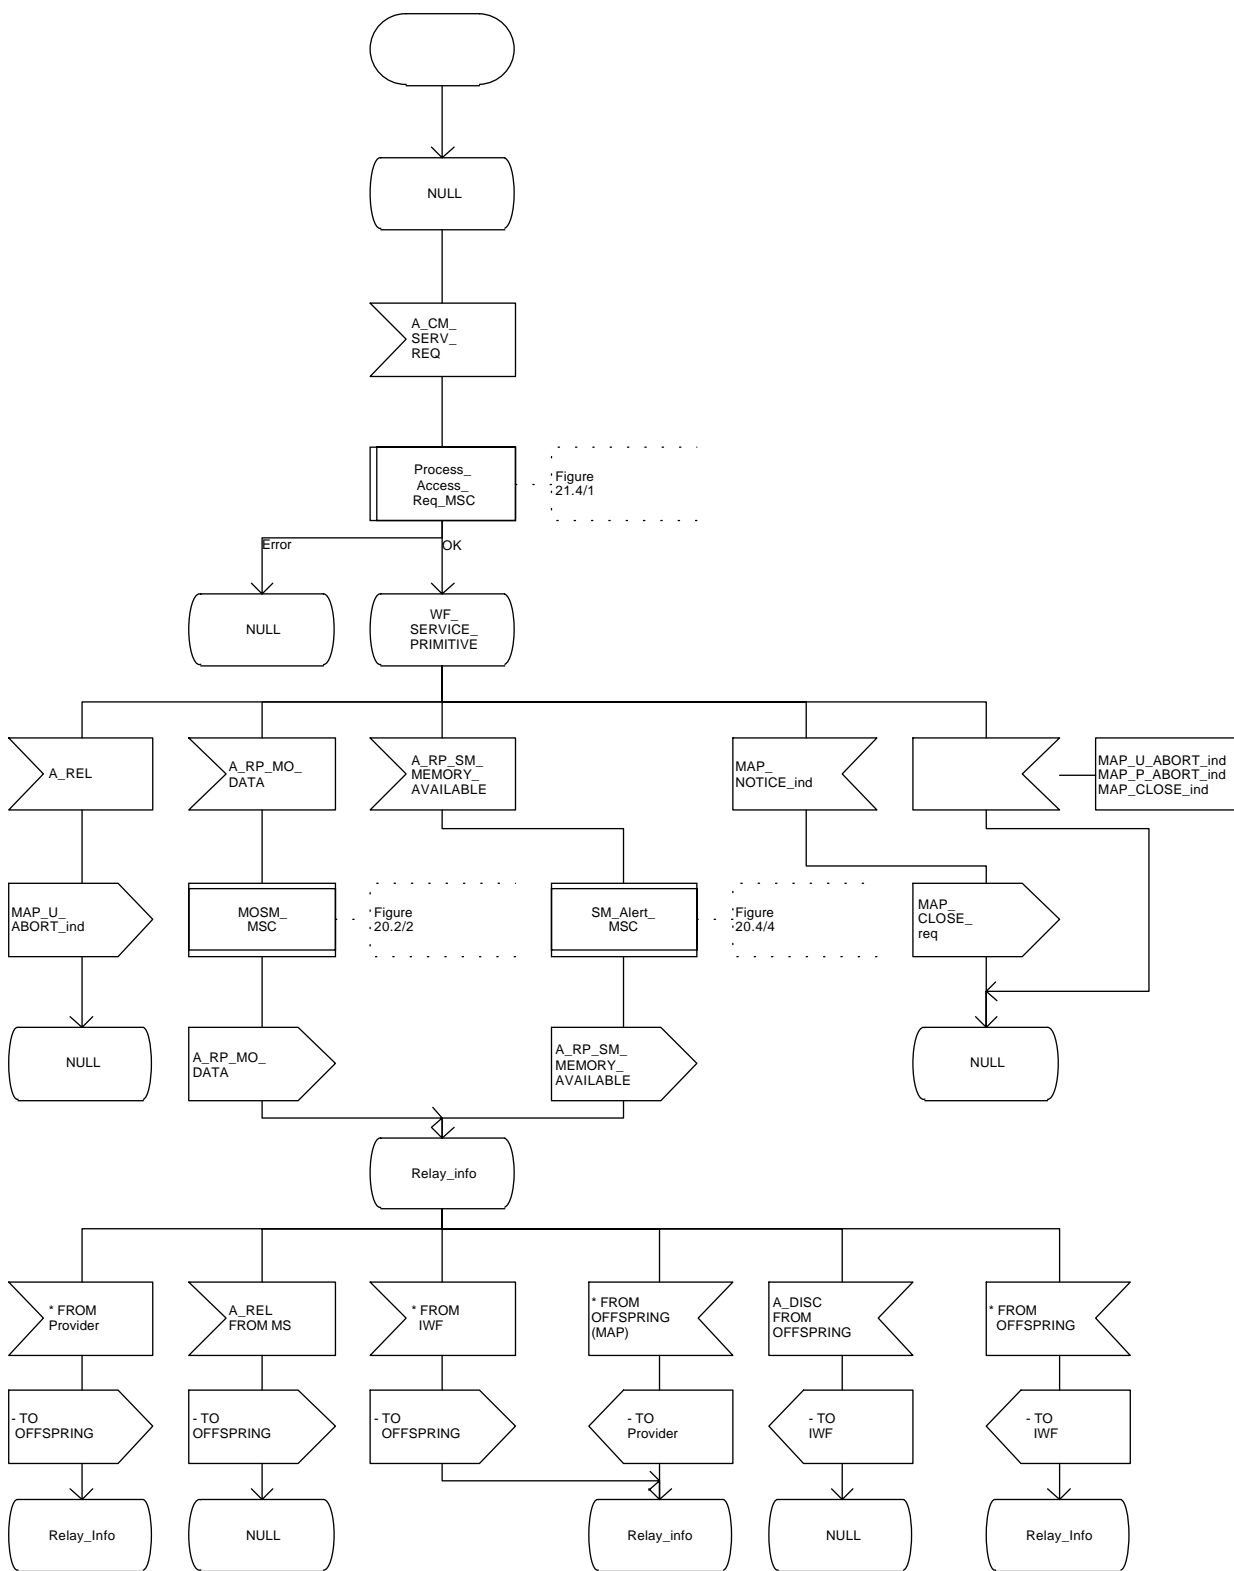 NULL
A_CM_
SERV_
REQ
Process_
Access_
Req_MSC
Figure
21.4/1
Error
OK
NULL
WF_
SERVICE_
PRIMITIVE
A_REL
A_RP_MO_
DATA
A_RP_SM_
MEMORY_
AVAILABLE
MAP_
NOTICE_ind
MAP_U_ABORT_ind
MAP_P_ABORT_ind
MAP_CLOSE_ind
MAP_U_
ABORT_ind
MOSM_
MSC
Figure
20.2/2
SM_Alert_
MSC
Figure
20.4/4
MAP_
CLOSE_
req
NULL
A_RP_MO_
DATA
A_RP_SM_
MEMORY_
AVAILABLE
NULL
Relay_info
* FROM
Provider
A_REL
FROM MS
* FROM
IWF
* FROM
OFFSPRING
(MAP)
A_DISC
FROM
OFFSPRING
* FROM
OFFSPRING
- TO
OFFSPRING
- TO
OFFSPRING
- TO
OFFSPRING
- TO
Provider
- TO
IWF
- TO
IWF
Relay_Info
NULL
Relay_info
NULL
Relay_Info